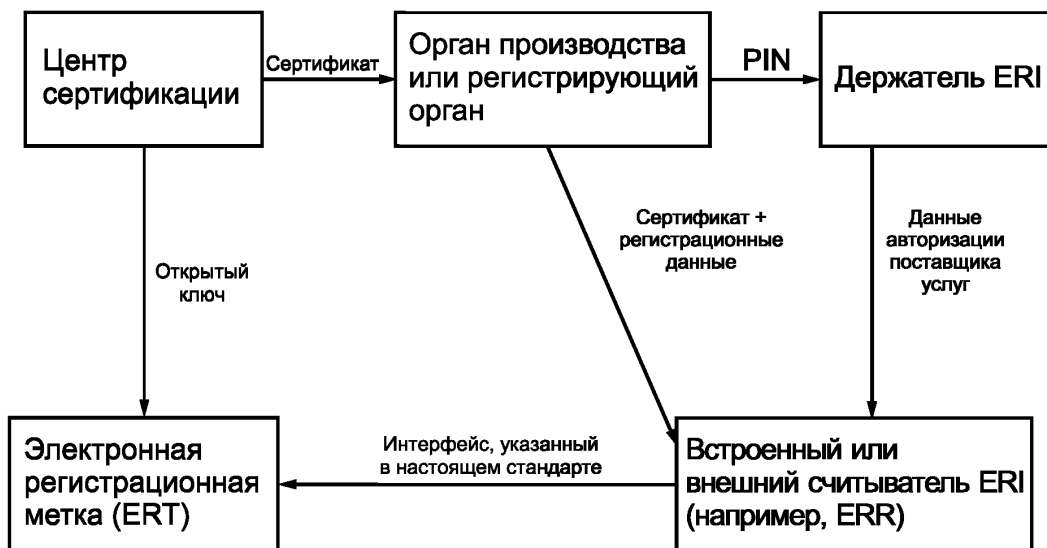 Центр
сертификации
Сертификат
Орган производства
или регистрирующий
орган
PIN
Держатель ERI
Открытый
ключ
Сертификат +
регистрационные
данные
Данные
авторизации
поставщика
услуг
Электронная
регистрационная
метка (ERT)
Интерфейс, указанный
в настоящем стандарте
Встроенный или
внешний считыватель ERI
(например, ERR)